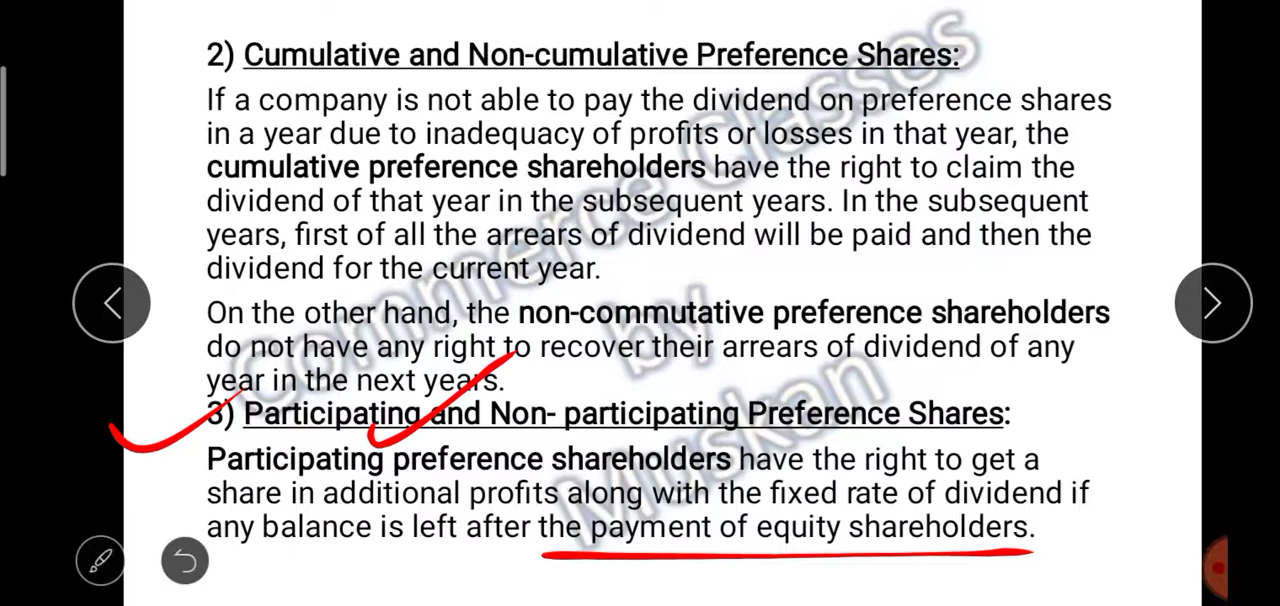 2) Cumulative and Non-cumulative Preference Shares:
If a company is not able to pay the dividend on preference shares
in a year due to inadequacy of profits or losses in that year, the
cumulative preference shareholders have the right to claim the
dividend of that year in the subsequent years. In the subsequent
years, first of all the arrears of dividend will be paid and then the
dividend for the current year.
On the other hand, the non-commutative preference shareholders
do not have any right to recover their arrears of dividend of any
year in the next years.
3) Participating and Non- participating Preference Shares:
Participating preference shareholders have the right to get a
share in additional profits along with the fixed rate of dividend if
any balance is left after the payment of equity shareholders.
Commerce Classes
by
Muskan